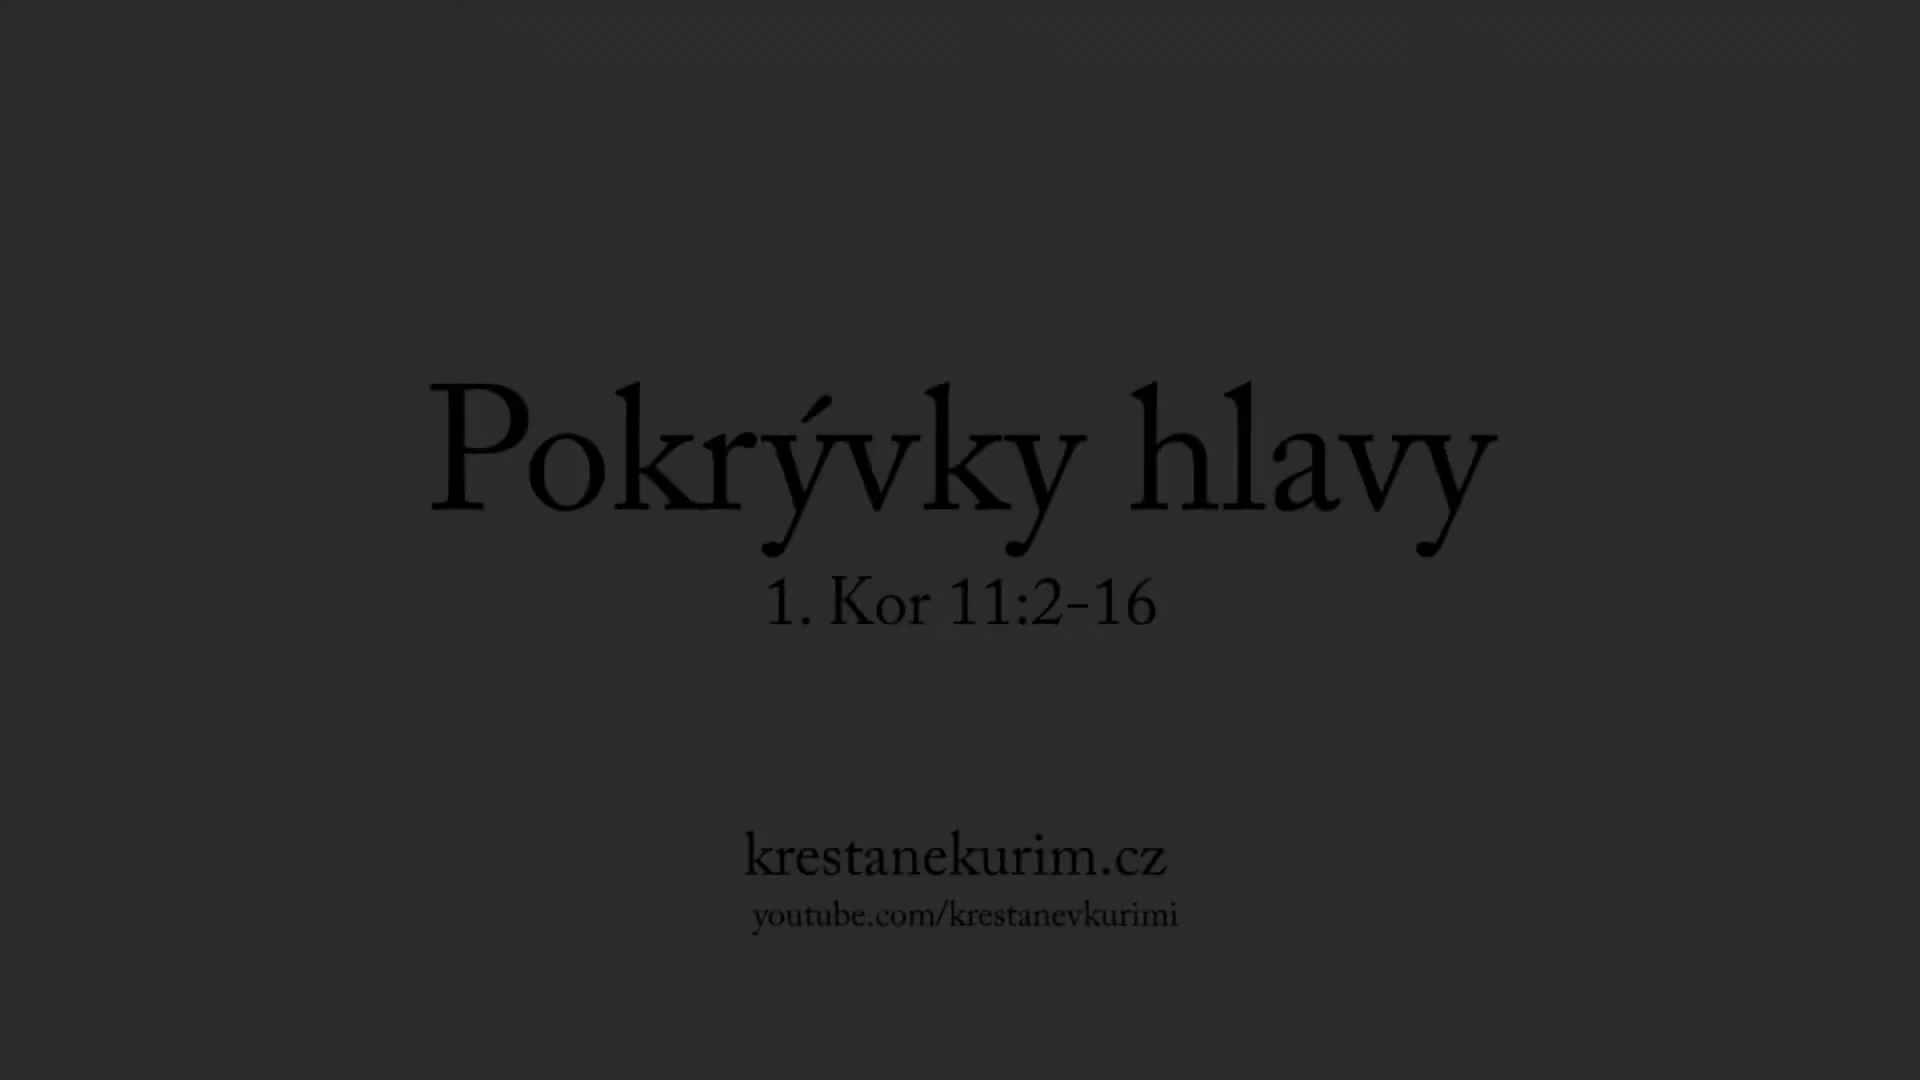 Pokrývky hlavy
1. Kor 11:2-16
krestanekurim.cz
youtube.com/krestanevkurimi